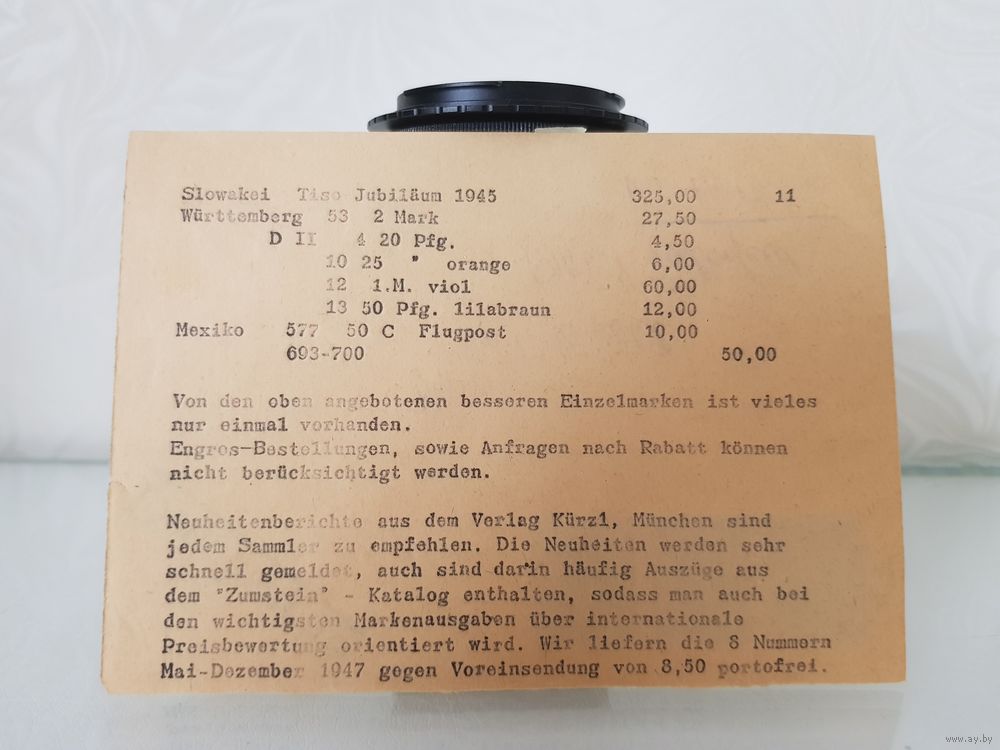 Slowakei Tiso Jubiläum 1945 325,00 11
Württemberg 53 2 Mark 27,50
D II 4 20 Pfg. 4,50
10 25 " orange 6,00
12 1.M. viol 60,00
13 50 Pfg. lilabraun 12,00
Mexiko 577 50 C Flugpost 10,00
693-700 50,00
Von den oben angebotenen besseren Einzelmarken ist vieles
nur einmal vorhanden.
Engros-Bestellungen, sowie Anfragen nach Rabatt können
nicht berücksichtigt werden.
Neuheitenberichte aus dem Verlag Kürzl, München sind
jedem Sammler zu empfehlen. Die Neuheiten werden sehr
schnell gemeldet, auch sind darin häufig Auszüge aus
dem "Zumstein" - Katalog enthalten, sodass man auch bei
den wichtigsten Markenausgaben über internationale
Preisbewertung orientiert wird. Wir liefern die 8 Nummern
Mai-Dezember 1947 gegen Voreinsendung von 8,50 portofrei.
www.ay.by